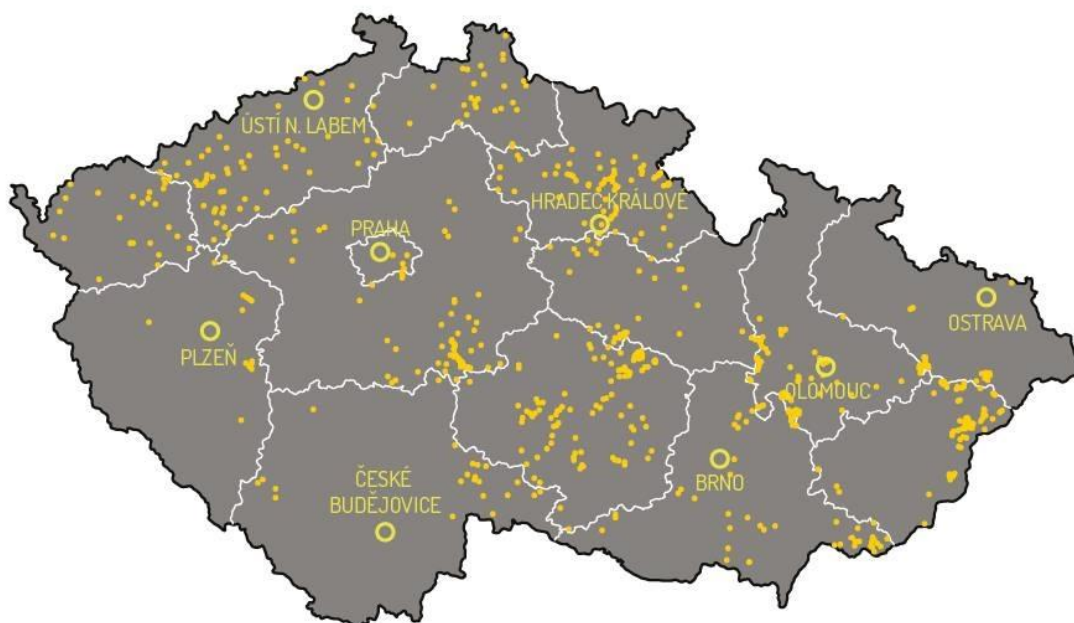 ÚSTÍ N. LABEM
HRADEC KRÁLOVÉ
PRAHA
OSTRAVA
PLZEŇ
OLOMOUC
BRNO
ČESKÉ
BUDĚJOVICE